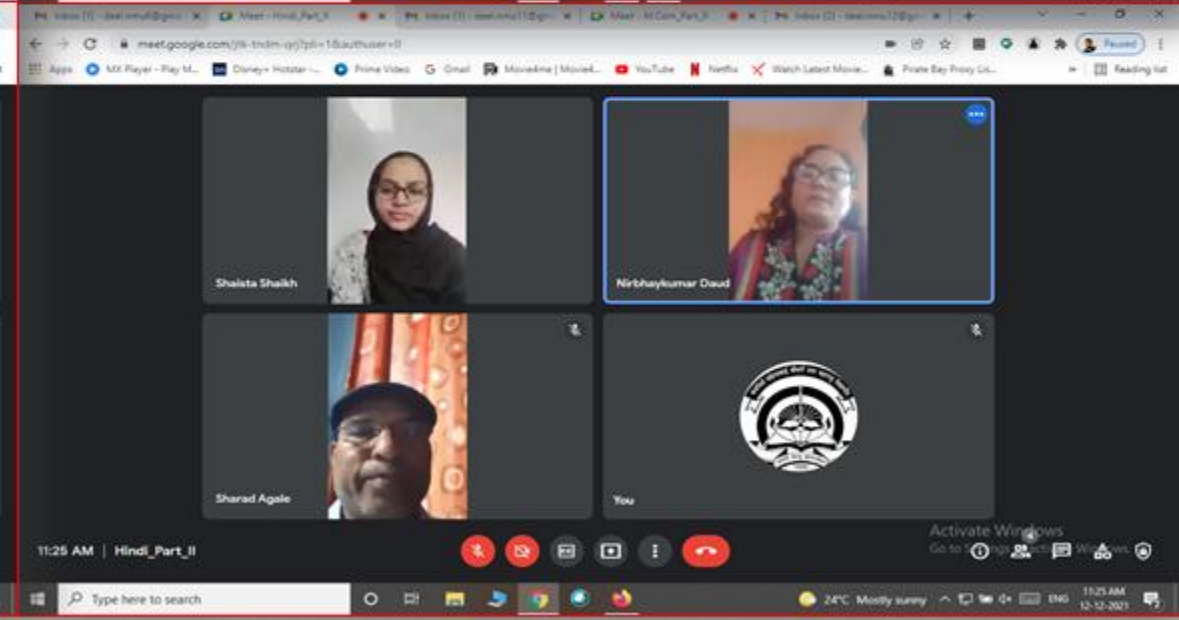 Meet - Hindi_Part_II
Meet - M.Com_Part_II
meet.google.com/
Paused
Apps
MX Player - Play M...
Disney+ Hotstar -...
Prime Video
Gmail
Movie4me | Movie4...
YouTube
Netflix
Watch Latest Movie...
Pirate Bay Proxy Lis...
Reading list
Shaista Shaikh
Nirbhaykumar Daud
Sharad Agale
You
Activate Windows
11:25 AM | Hindi_Part_II
4
Type here to search
24°C Mostly sunny
ENG
11:25 AM
12-12-2021